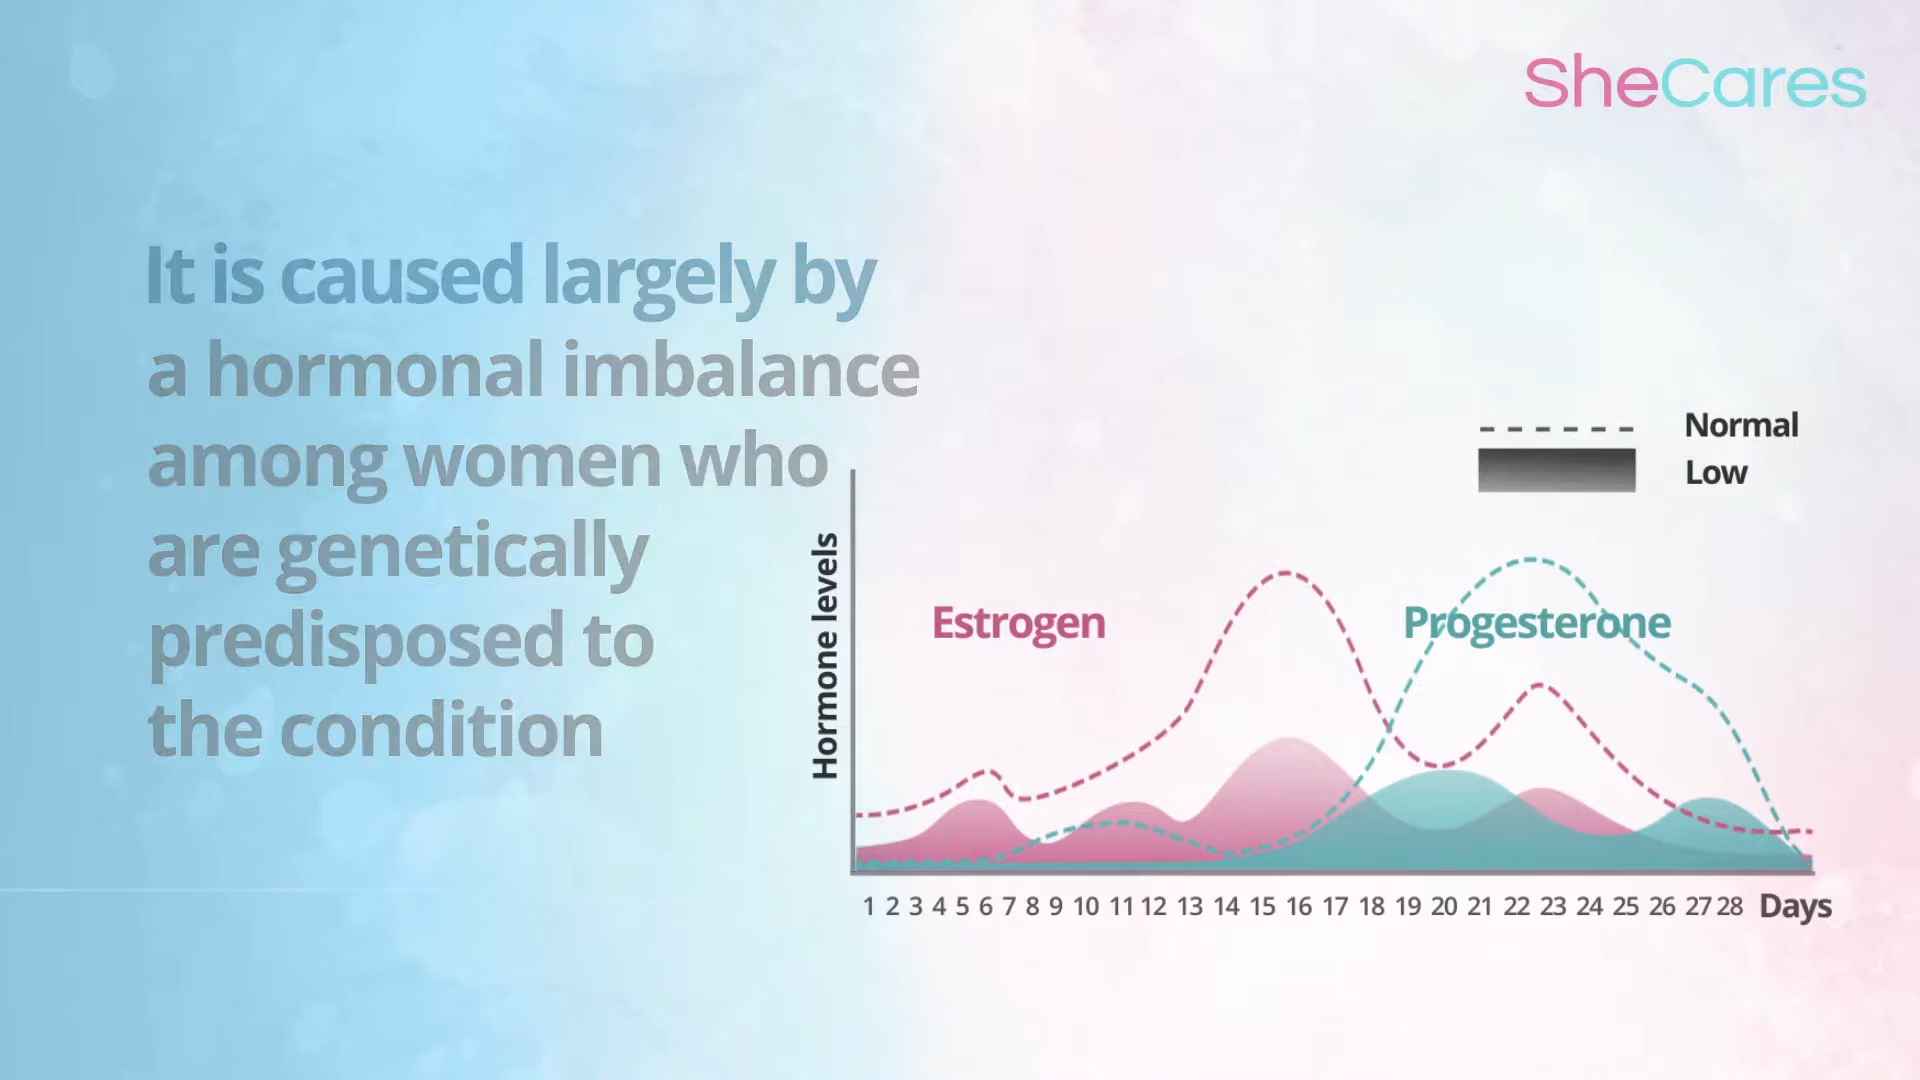 SheCares
It is caused largely by
a hormonal imbalance
among women who
are genetically
predisposed to
the condition
Normal
Low
Hormone levels
Estrogen
Progesterone
1 2 3 4 5 6 7 8 9 10 11 12 13 14 15 16 17 18 19 20 21 22 23 24 25 26 27 28 Days